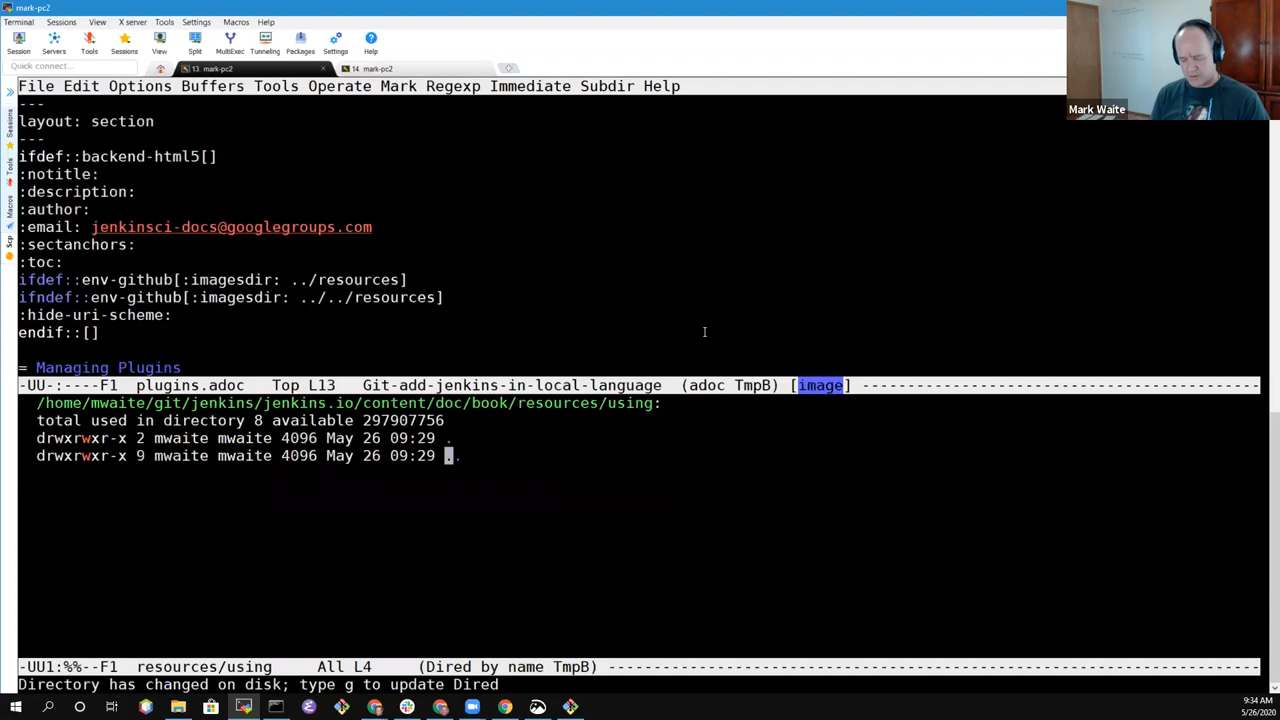 mark-pc2
Terminal Sessions View X server Tools Settings Macros Help
Session Servers Tools Sessions View Split MultiExec Tunneling Packages Settings Help
Quick connect...
13. mark-pc2
14. mark-pc2
Mark Waite
File Edit Options Buffers Tools Operate Mark Regexp Immediate Subdir Help
---
layout: section
---
ifdef::backend-html5[]
:notitle:
:description:
:author:
:email: jenkinsci-docs@googlegroups.com
:sectanchors:
:toc:
ifdef::env-github[:imagesdir: ../resources]
ifndef::env-github[:imagesdir: ../../resources]
:hide-uri-scheme:
endif::[]
= Managing Plugins
-UU-:----F1 plugins.adoc Top L13 Git-add-jenkins-in-local-language (adoc TmpB) [image] --------------------------------------------
/home/mwaite/git/jenkins/jenkins.io/content/doc/book/resources/using:
total used in directory 8 available 297907756
drwxrwxr-x 2 mwaite mwaite 4096 May 26 09:29 .
drwxrwxr-x 9 mwaite mwaite 4096 May 26 09:29 ..
-UU1:%%--F1 resources/using All L4 (Dired by name TmpB) ------------------------------------------------------------------------
Directory has changed on disk; type g to update Dired
Sessions
Tools
Macros
Scp
9:34 AM
5/26/2020